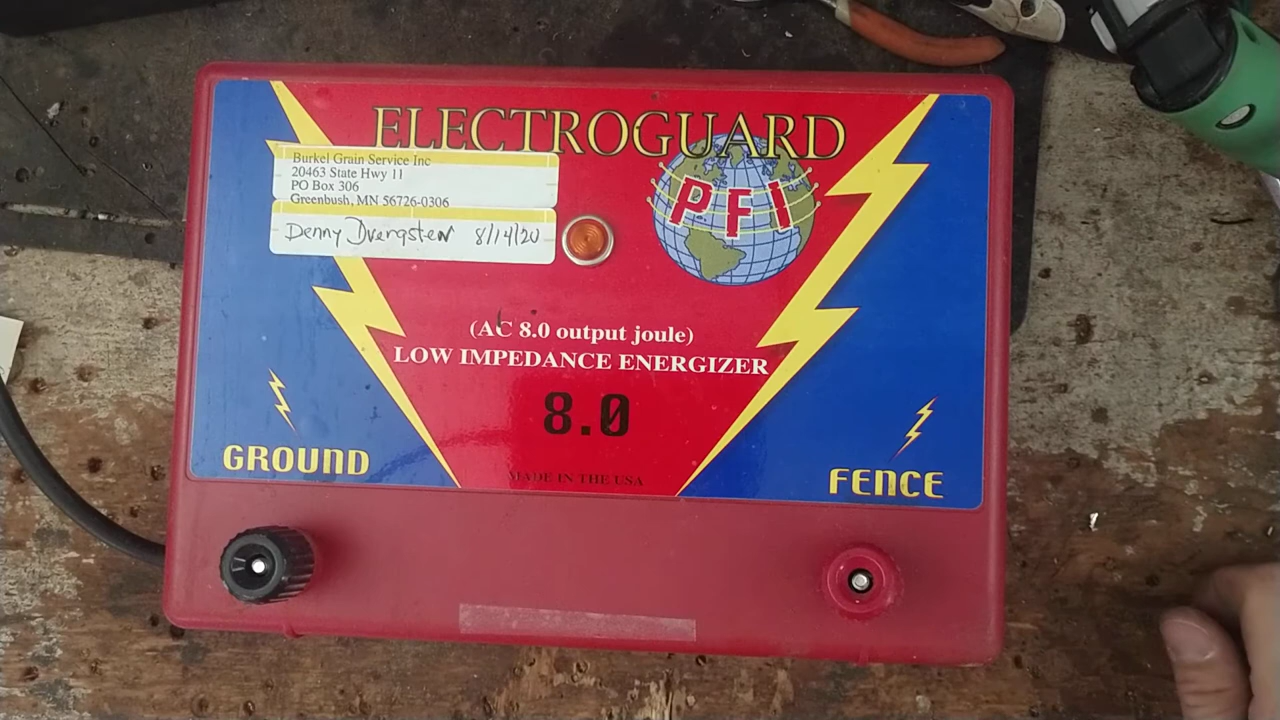 ELECTROGUARD
Burkel Grain Service Inc
20463 State Hwy 11
PO Box 306
Greenbush, MN 56726-0306
Denny Dvergsten 8/14/20
PFI
(AC 8.0 output joule)
LOW IMPEDANCE ENERGIZER
8.0
GROUND
FENCE
MADE IN THE USA